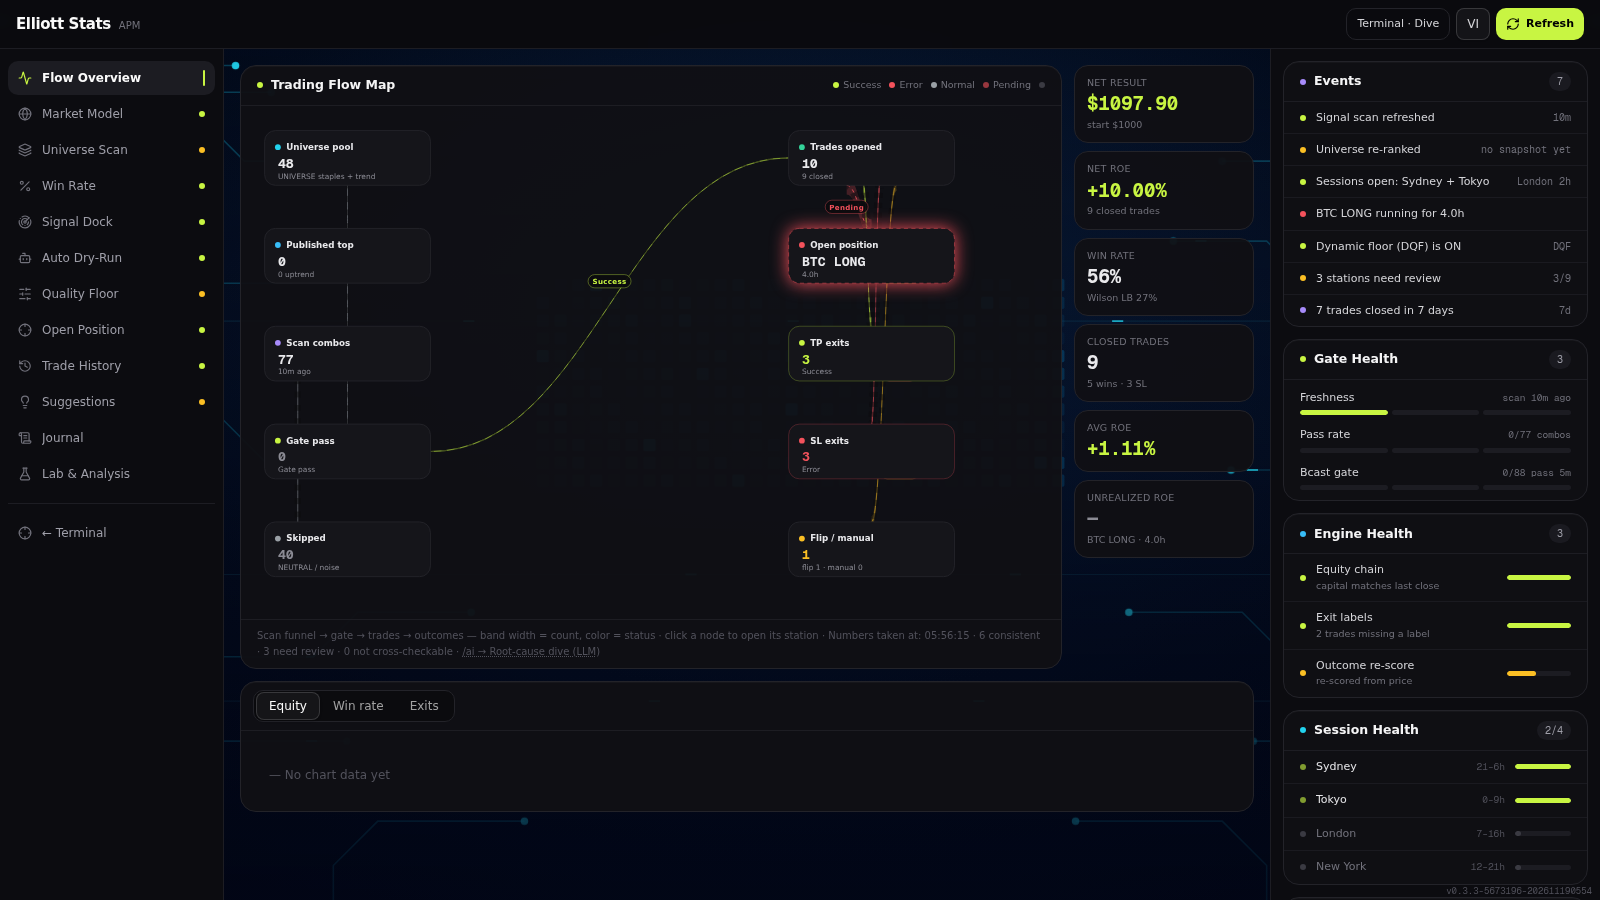 Elliott Stats APM
Terminal · Dive
VI
Refresh
Flow Overview
Market Model
Universe Scan
Win Rate
Signal Dock
Auto Dry-Run
Quality Floor
Open Position
Trade History
Suggestions
Journal
Lab & Analysis
← Terminal
Trading Flow Map
Success
Error
Normal
Pending
Universe pool
48
UNIVERSE staples + trend
Published top
0
0 uptrend
Scan combos
77
10m ago
Gate pass
0
Gate pass
Skipped
40
NEUTRAL / noise
Success
Trades opened
10
9 closed
Pending
Open position
BTC LONG
4.0h
TP exits
3
Success
SL exits
3
Error
Flip / manual
1
flip 1 · manual 0
Scan funnel → gate → trades → outcomes — band width = count, color = status · click a node to open its station · Numbers taken at: 05:56:15 · 6 consistent
· 3 need review · 0 not cross-checkable · /ai → Root-cause dive (LLM)
NET RESULT
$1097.90
start $1000
NET ROE
+10.00%
9 closed trades
WIN RATE
56%
Wilson LB 27%
CLOSED TRADES
9
5 wins · 3 SL
AVG ROE
+1.11%
UNREALIZED ROE
—
BTC LONG · 4.0h
Equity
Win rate
Exits
— No chart data yet
Events 7
Signal scan refreshed 10m
Universe re-ranked no snapshot yet
Sessions open: Sydney + Tokyo London 2h
BTC LONG running for 4.0h
Dynamic floor (DQF) is ON DQF
3 stations need review 3/9
7 trades closed in 7 days 7d
Gate Health 3
Freshness scan 10m ago
Pass rate 0/77 combos
Bcast gate 0/88 pass 5m
Engine Health 3
Equity chain
capital matches last close
Exit labels
2 trades missing a label
Outcome re-score
re-scored from price
Session Health 2/4
Sydney 21–6h
Tokyo 0–9h
London 7–16h
New York 12–21h
v0.3.3-5673196-202611190554